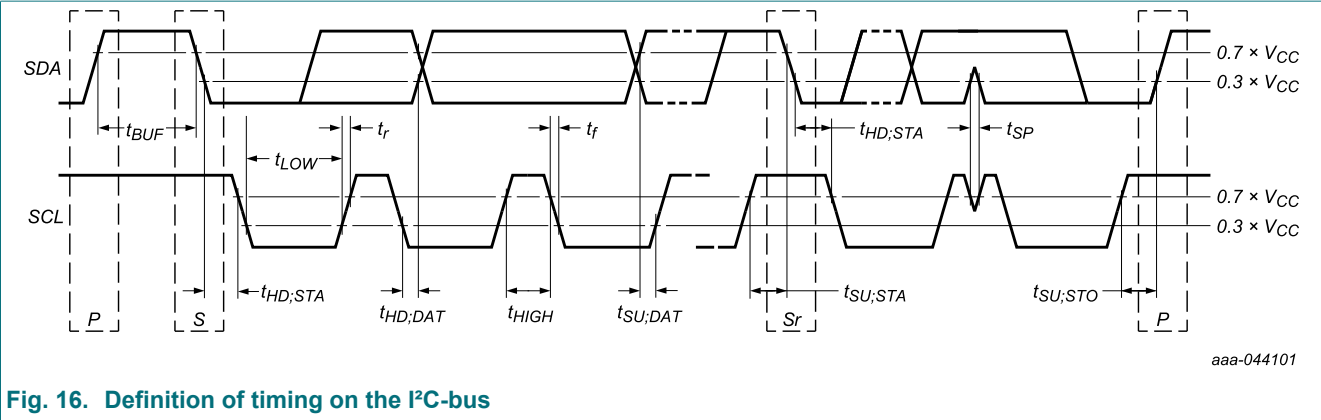 SDA
0.7 × VCC
0.3 × VCC
tBUF
tr
tf
tHD;STA
tSP
tLOW
SCL
0.7 × VCC
0.3 × VCC
tHD;STA
tHD;DAT
tHIGH
tSU;DAT
tSU;STA
tSU;STO
P
S
Sr
P
aaa-044101
Fig. 16. Definition of timing on the I²C-bus